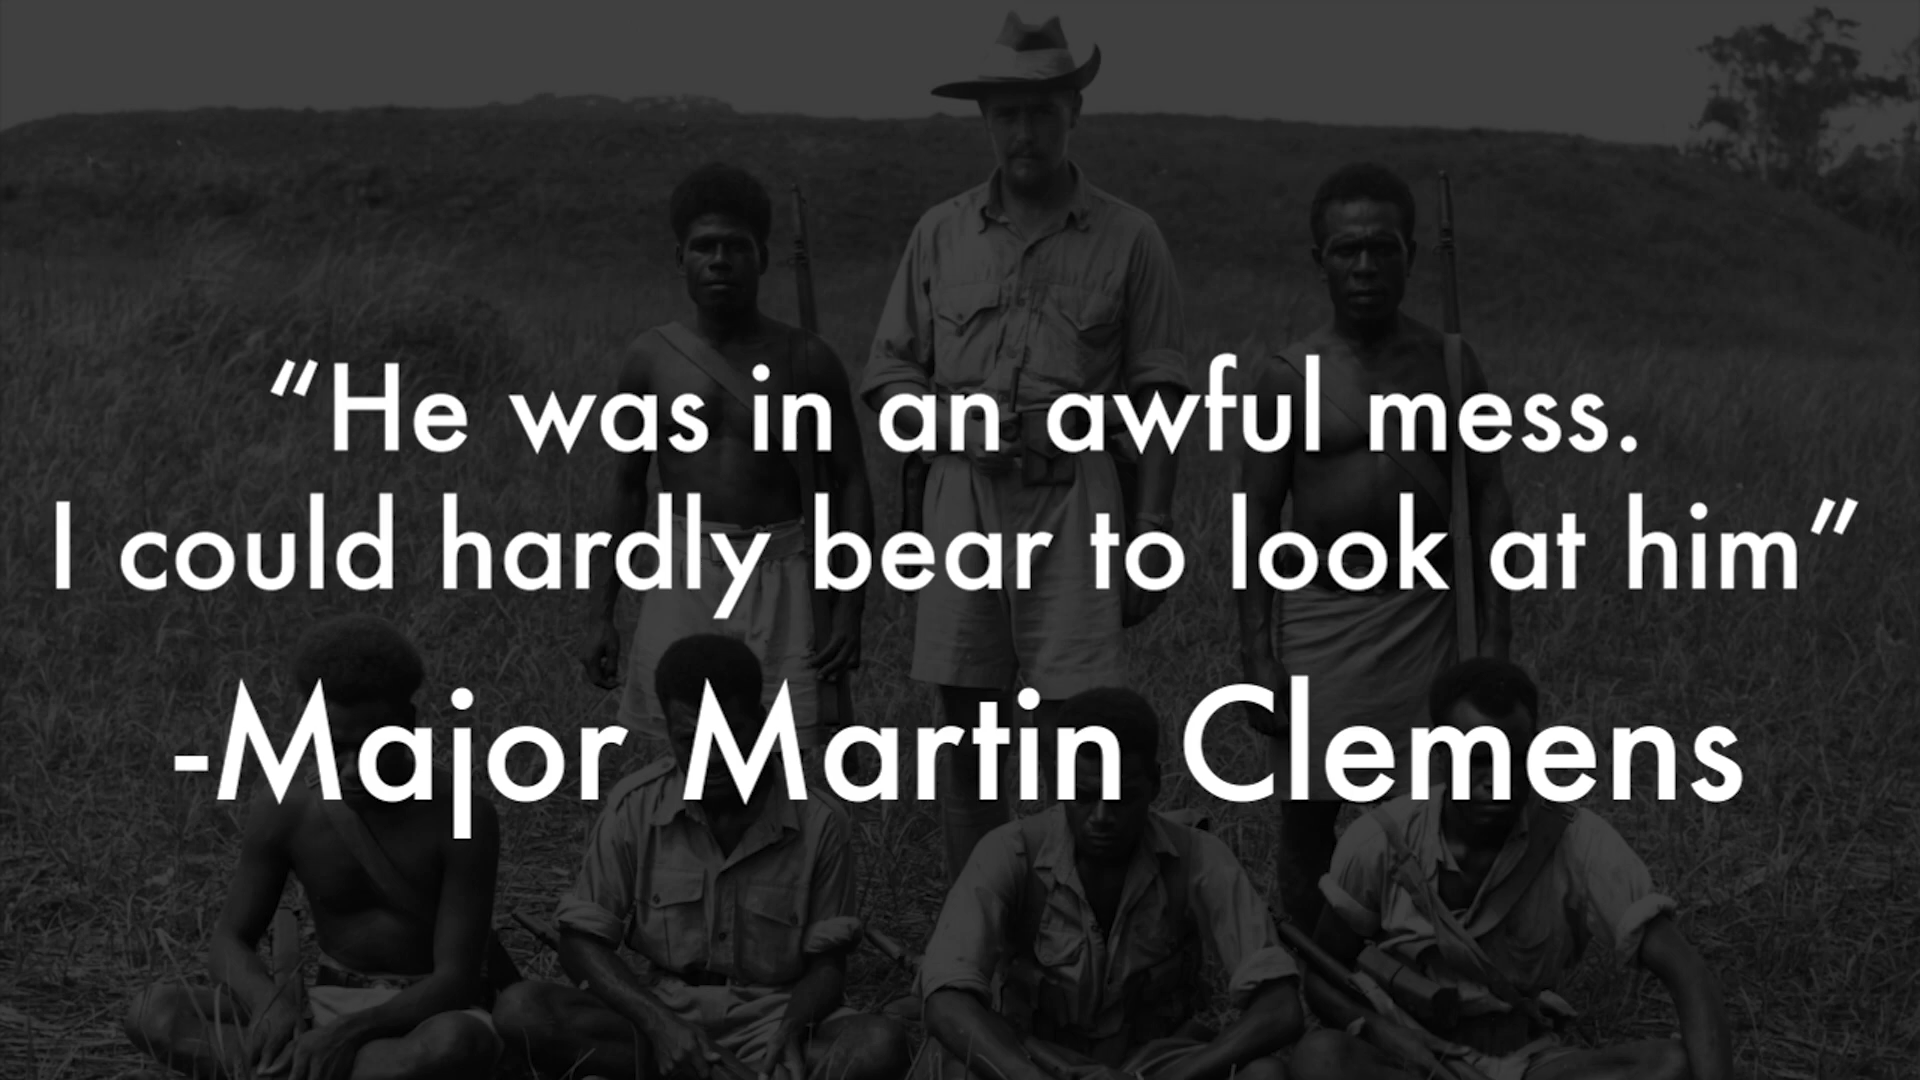 “He was in an awful mess.
I could hardly bear to look at him”
-Major Martin Clemens